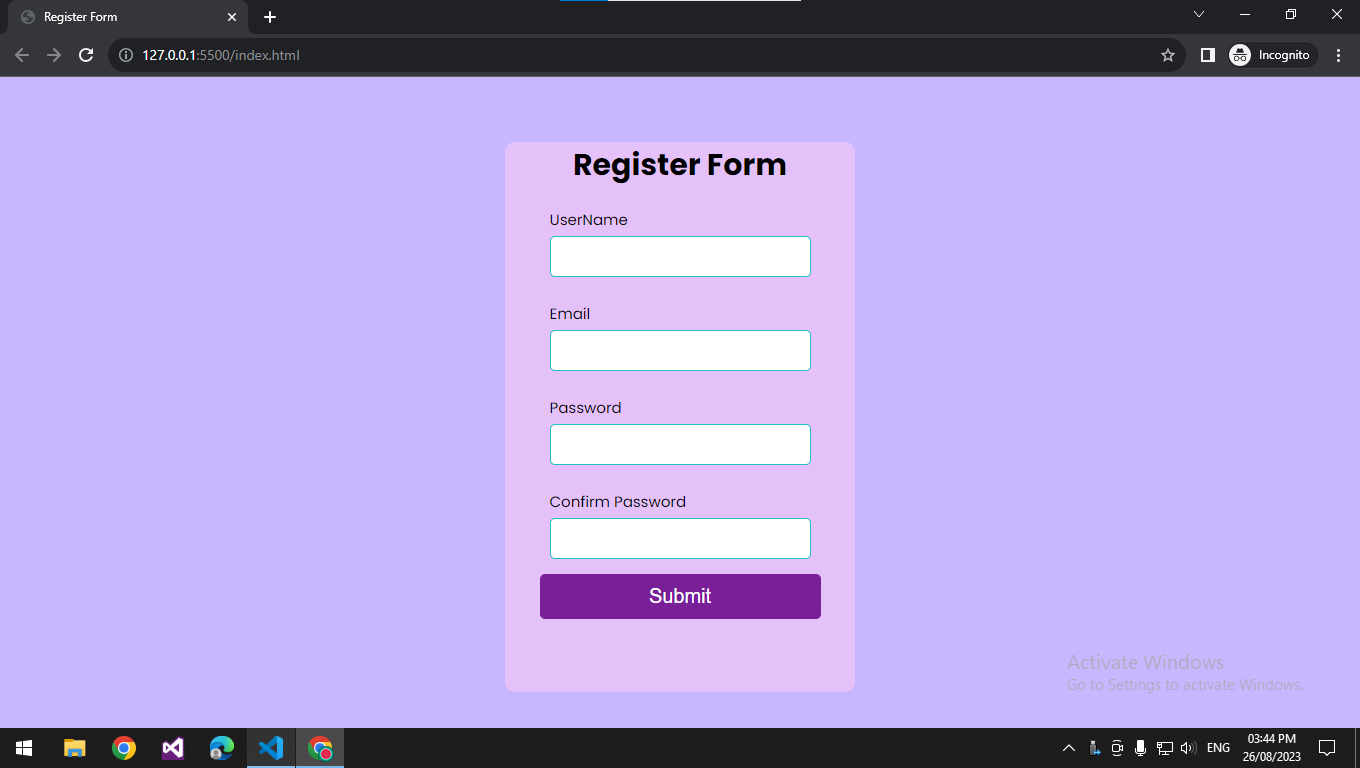 Register Form
127.0.0.1:5500/index.html
Incognito
Register Form
UserName
Email
Password
Confirm Password
Submit
Activate Windows
Go to Settings to activate Windows.
ENG
03:44 PM
26/08/2023